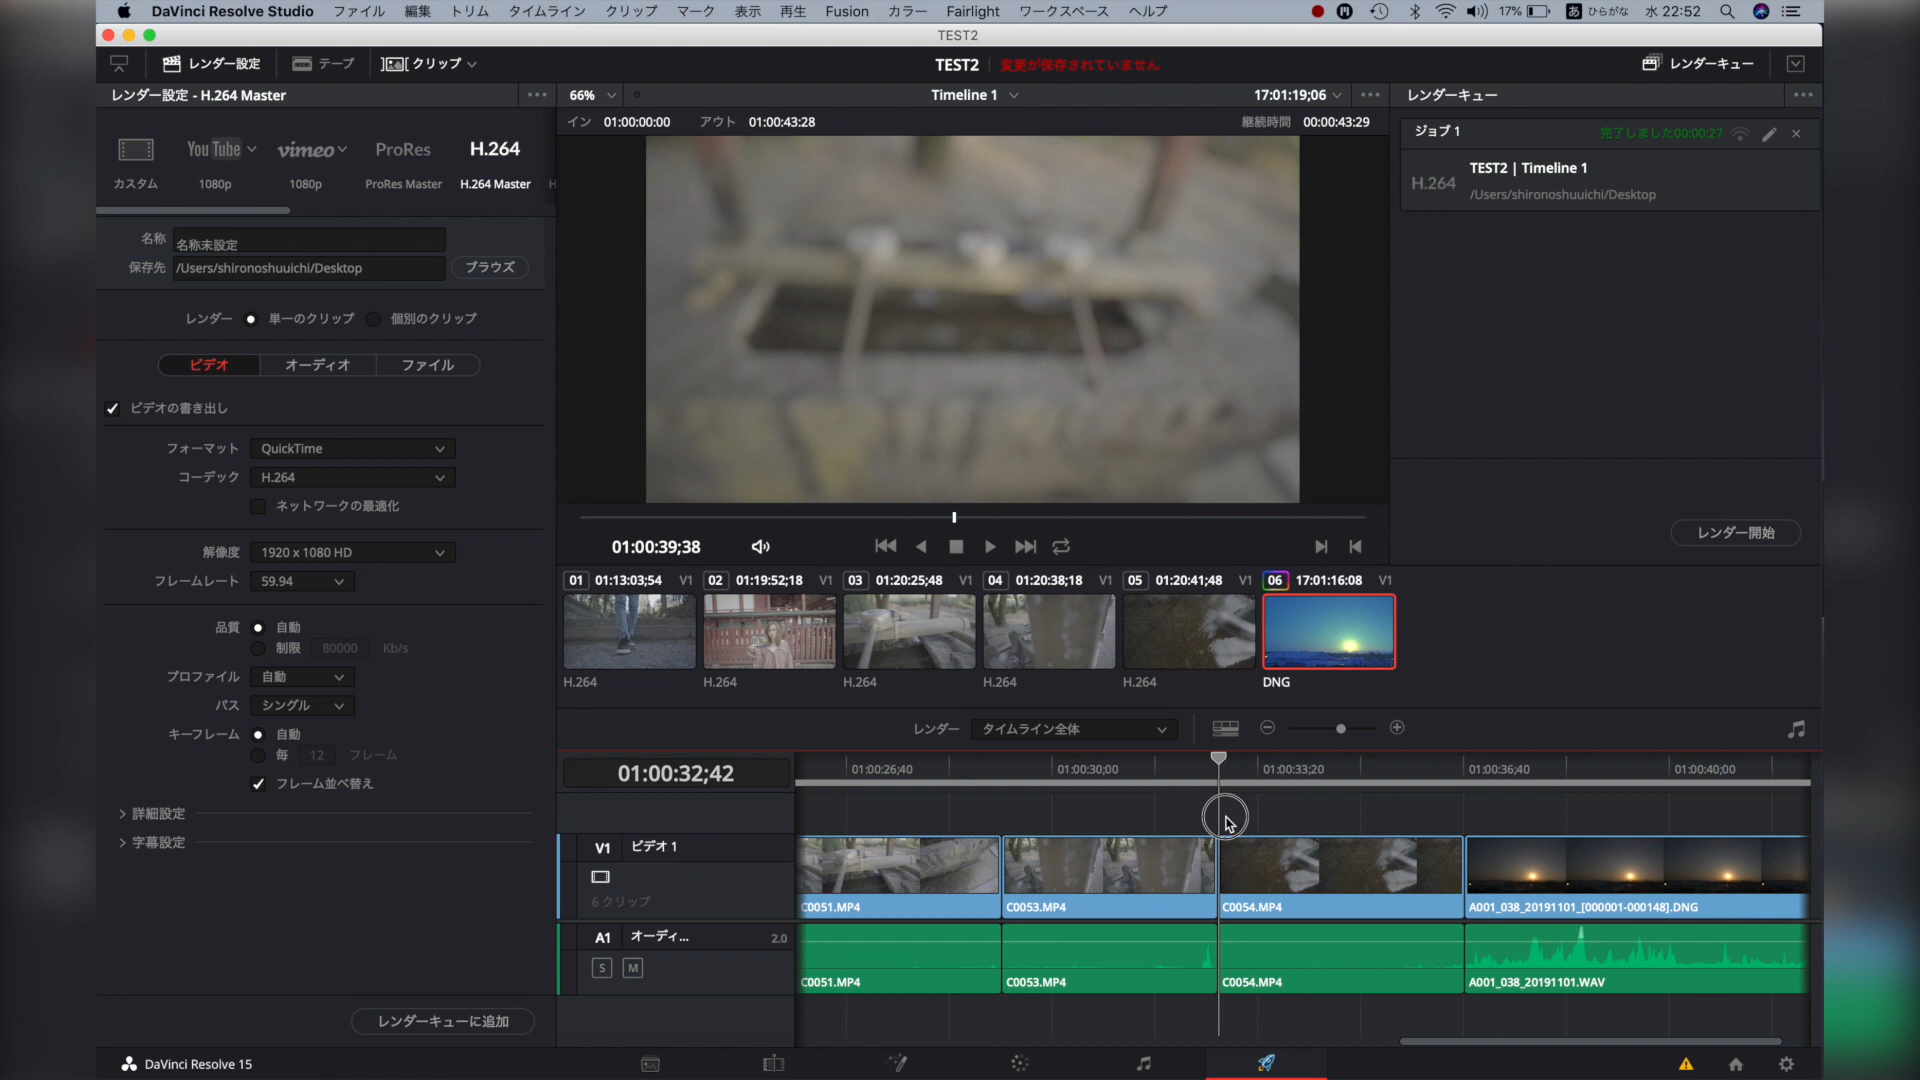 DaVinci Resolve Studio ファイル 編集 トリム タイムライン クリップ マーク 表示 再生 Fusion カラー Fairlight ワークスペース ヘルプ 17% あ ひらがな 水 22:52
TEST2
レンダー設定 テープ クリップ TEST2 変更が保存されていません レンダーキュー
レンダー設定 - H.264 Master 66% Timeline 1 17:01:19;06 レンダーキュー
イン 01:00:00:00 アウト 01:00:43:28 継続時間 00:00:43:29
ジョブ 1 完了しました00:00:27
YouTube vimeo ProRes H.264
カスタム 1080p 1080p ProRes Master H.264 Master H
TEST2 | Timeline 1
H.264
/Users/shironoshuuichi/Desktop
名称 名称未設定
保存先 /Users/shironoshuuichi/Desktop ブラウズ
レンダー 単一のクリップ 個別のクリップ
ビデオ オーディオ ファイル
ビデオの書き出し
フォーマット QuickTime
コーデック H.264
ネットワークの最適化
解像度 1920 x 1080 HD
フレームレート 59.94
品質 自動
制限 80000 Kb/s
プロファイル 自動
パス シングル
キーフレーム 自動
毎 12 フレーム
フレーム並べ替え
詳細設定
字幕設定
レンダーキューに追加
レンダー開始
01:00:39;38
01 01:13:03;54 V1 02 01:19:52;18 V1 03 01:20:25;48 V1 04 01:20:38;18 V1 05 01:20:41;48 V1 06 17:01:16:08 V1
H.264 H.264 H.264 H.264 H.264 DNG
レンダー タイムライン全体
01:00:32;42 01:00:26;40 01:00:30;00 01:00:33;20 01:00:36;40 01:00:40;00
V1 ビデオ 1
6 クリップ
C0051.MP4 C0053.MP4 C0054.MP4 A001_038_20191101_[000001-000148].DNG
A1 オーディ... 2.0
S M
C0051.MP4 C0053.MP4 C0054.MP4 A001_038_20191101.WAV
DaVinci Resolve 15